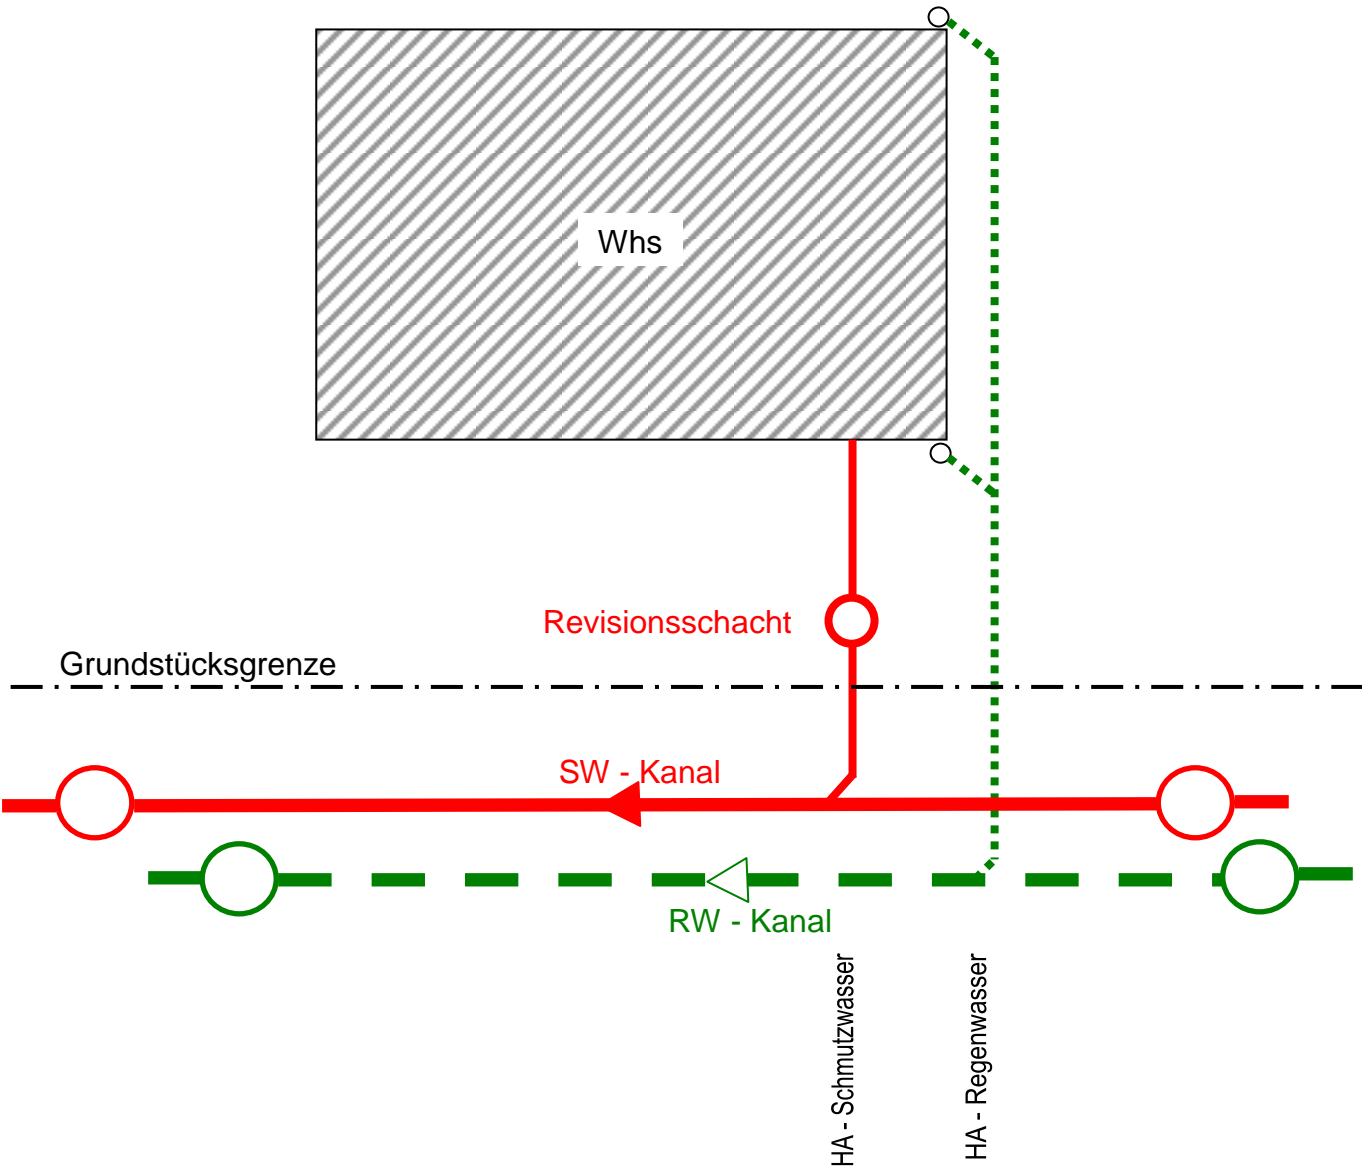 Whs
Revisionsschacht
Grundstücksgrenze
SW - Kanal
RW - Kanal
HA - Schmutzwasser
HA - Regenwasser